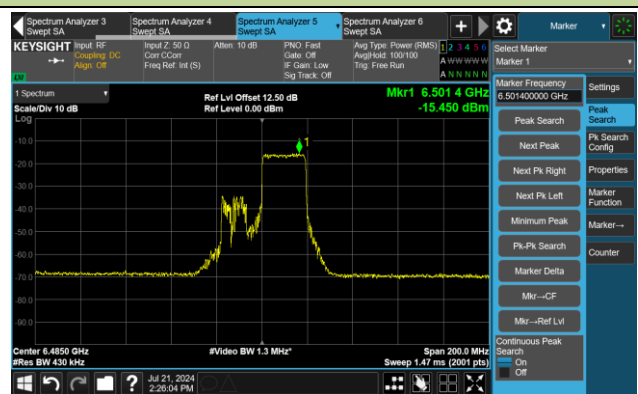 Spectrum Analyzer 3
Swept SA
Spectrum Analyzer 4
Swept SA
Spectrum Analyzer 5
Swept SA
Spectrum Analyzer 6
Swept SA
+
Marker
KEYSIGHT
Input: RF
Coupling: DC
Align: Off
Input Z: 50 Ω
Corr CCorr
Freq Ref: Int (S)
Atten: 10 dB
PNO: Fast
Gate: Off
IF Gain: Low
Sig Track: Off
Avg Type: Power (RMS)
Avg|Hold: 100/100
Trig: Free Run
1 2 3 4 5 6
A W W W W W
A N N N N N
LXI
Select Marker
Marker 1
1 Spectrum
Scale/Div 10 dB
Log
Ref Lvl Offset 12.50 dB
Ref Level 0.00 dBm
Mkr1 6.501 4 GHz
-15.450 dBm
1
-10.0
-20.0
-30.0
-40.0
-50.0
-60.0
-70.0
-80.0
-90.0
Center 6.4850 GHz
#Res BW 430 kHz
#Video BW 1.3 MHz*
Span 200.0 MHz
Sweep 1.47 ms (2001 pts)
Marker Frequency
6.501400000 GHz
Peak Search
Next Peak
Next Pk Right
Next Pk Left
Minimum Peak
Pk-Pk Search
Marker Delta
Mkr→CF
Mkr→Ref Lvl
Continuous Peak
Search
On
Off
Settings
Peak
Search
Pk Search
Config
Properties
Marker
Function
Marker→
Counter
?
Jul 21, 2024
2:26:04 PM